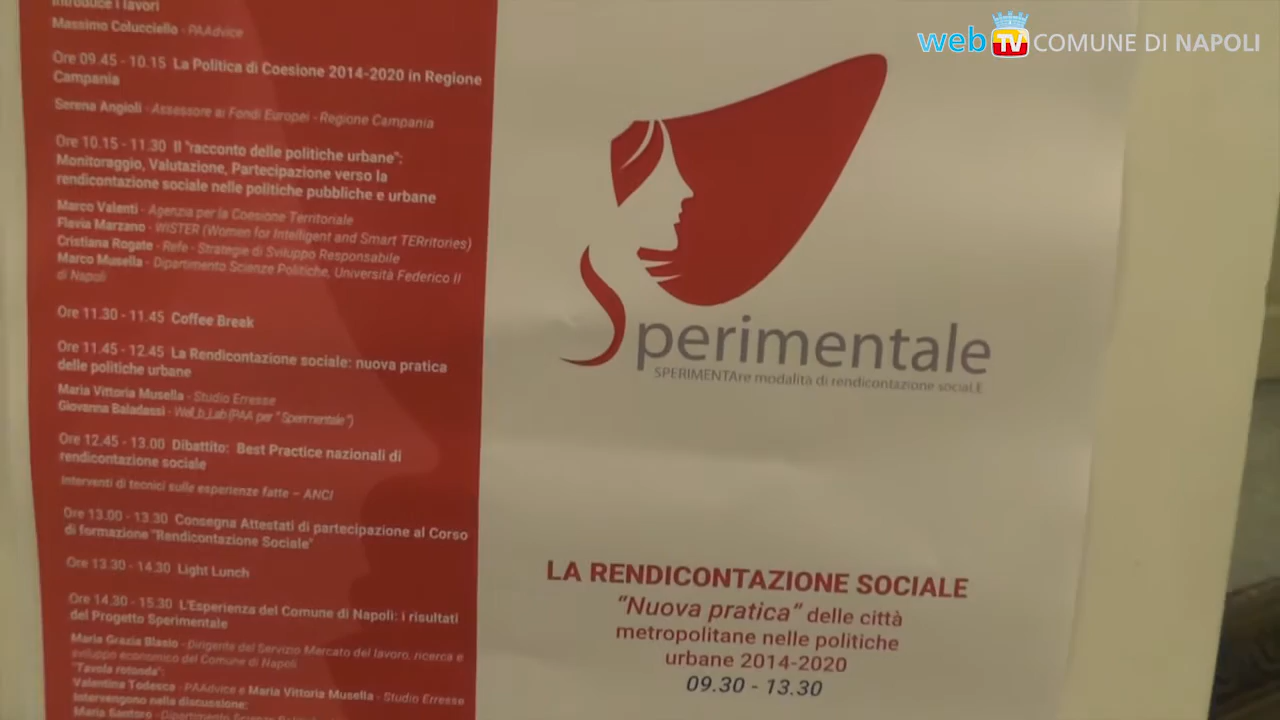 Introduce i lavori
Massimo Colucciello - PAAdvice
Ore 09.45 - 10.15 La Politica di Coesione 2014-2020 in Regione
Campania
Serena Angioli - Assessore ai Fondi Europei - Regione Campania
Ore 10.15 - 11.30 Il "racconto delle politiche urbane":
Monitoraggio, Valutazione, Partecipazione verso la
rendicontazione sociale nelle politiche pubbliche e urbane
Marco Valenti - Agenzia per la Coesione Territoriale
Flavia Marzano - WISTER (Women for Intelligent and Smart TERritories)
Cristiana Rogate - Refe - Strategie di Sviluppo Responsabile
Marco Musella - Dipartimento Scienze Politiche, Università Federico II
di Napoli
Ore 11.30 - 11.45 Coffee Break
Ore 11.45 - 12.45 La Rendicontazione sociale: nuova pratica
delle politiche urbane
Maria Vittoria Musella - Studio Erresse
Giovanna Baladassi - Well_b_Lab (PAA per "Sperimentale")
Ore 12.45 - 13.00 Dibattito: Best Practice nazionali di
rendicontazione sociale
Interventi di tecnici sulle esperienze fatte – ANCI
Ore 13.00 - 13.30 Consegna Attestati di partecipazione al Corso
di formazione "Rendicontazione Sociale"
Ore 13.30 - 14.30 Light Lunch
Ore 14.30 - 15.30 L'Esperienza del Comune di Napoli: i risultati
del Progetto Sperimentale
Maria Grazia Blasio - Dirigente del Servizio Mercato del lavoro, ricerca e
sviluppo economico del Comune di Napoli
"Tavola rotonda":
Valentina Todesca - PAAdvice e Maria Vittoria Musella - Studio Erresse
Intervengono nella discussione:
Maria Santoro - Dipartimento
web TV COMUNE DI NAPOLI
Sperimentale
SPERIMENTAre modalità di rendicontazione sociaLE
LA RENDICONTAZIONE SOCIALE
"Nuova pratica" delle città
metropolitane nelle politiche
urbane 2014-2020
09.30 - 13.30